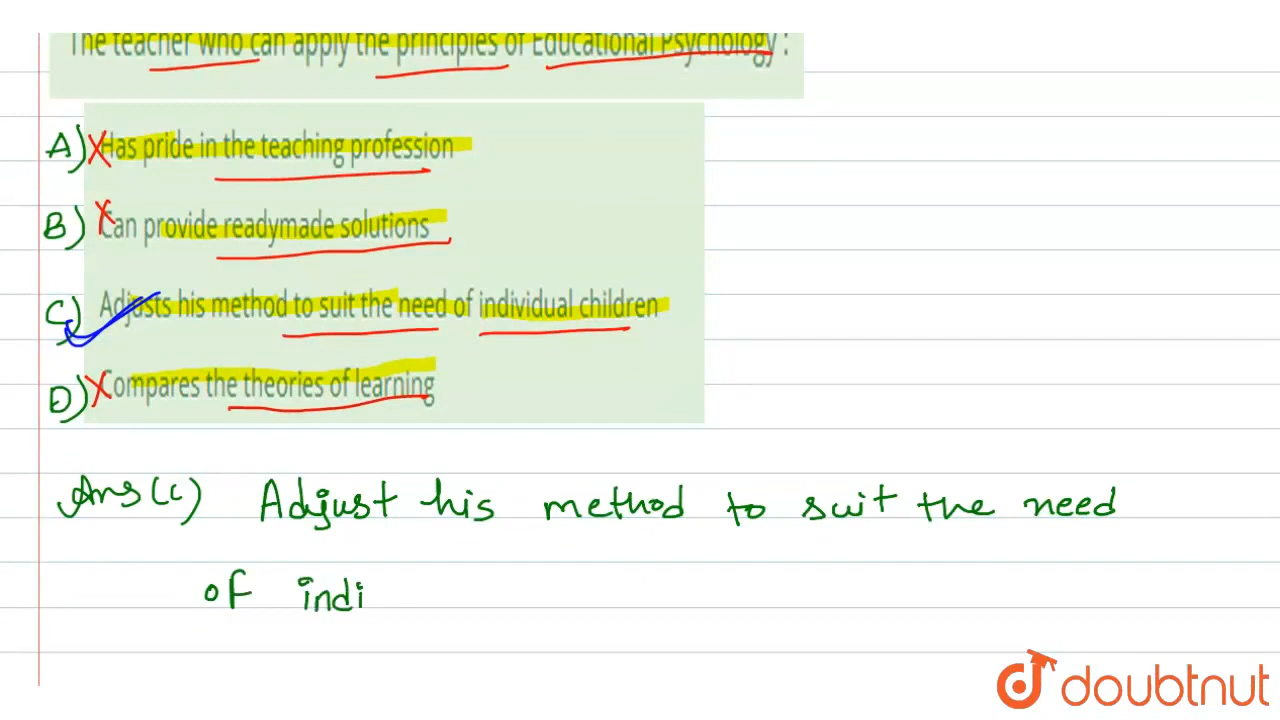 The teacher who can apply the principles of Educational Psychology :
A) Has pride in the teaching profession
B) Can provide readymade solutions
C) Adjusts his method to suit the need of individual children
D) Compares the theories of learning
Ans (C) Adjust his method to suit the need
of indi
doubtnut